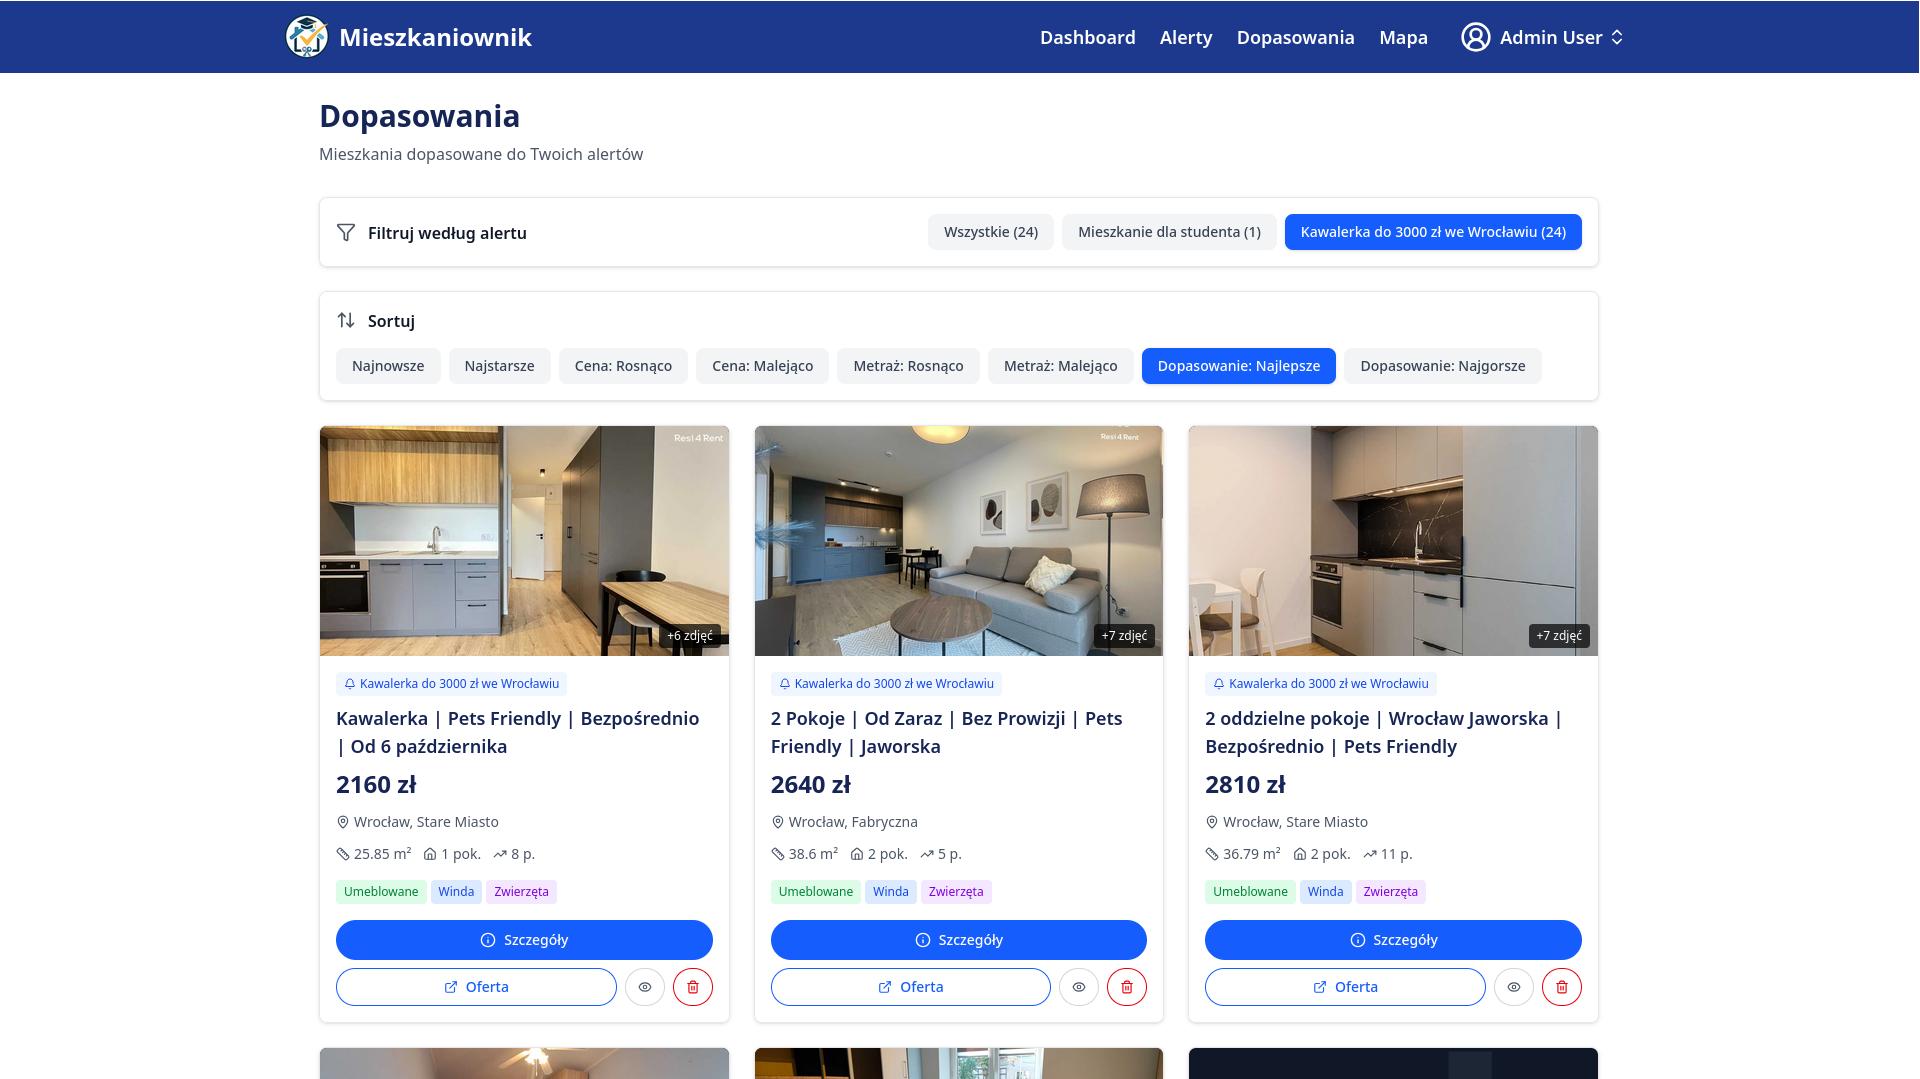 Mieszkaniownik
Dashboard
Alerty
Dopasowania
Mapa
Admin User
Dopasowania
Mieszkania dopasowane do Twoich alertów
Filtruj według alertu
Wszystkie (24)
Mieszkanie dla studenta (1)
Kawalerka do 3000 zł we Wrocławiu (24)
Sortuj
Najnowsze
Najstarsze
Cena: Rosnąco
Cena: Malejąco
Metraż: Rosnąco
Metraż: Malejąco
Dopasowanie: Najlepsze
Dopasowanie: Najgorsze
Resi 4 Rent
+6 zdjęć
Kawalerka do 3000 zł we Wrocławiu
Kawalerka | Pets Friendly | Bezpośrednio
| Od 6 października
2160 zł
Wrocław, Stare Miasto
25.85 m²
1 pok.
8 p.
Umeblowane
Winda
Zwierzęta
Szczegóły
Oferta
Resi 4 Rent
+7 zdjęć
Kawalerka do 3000 zł we Wrocławiu
2 Pokoje | Od Zaraz | Bez Prowizji | Pets
Friendly | Jaworska
2640 zł
Wrocław, Fabryczna
38.6 m²
2 pok.
5 p.
Umeblowane
Winda
Zwierzęta
Szczegóły
Oferta
+7 zdjęć
Kawalerka do 3000 zł we Wrocławiu
2 oddzielne pokoje | Wrocław Jaworska |
Bezpośrednio | Pets Friendly
2810 zł
Wrocław, Stare Miasto
36.79 m²
2 pok.
11 p.
Umeblowane
Winda
Zwierzęta
Szczegóły
Oferta